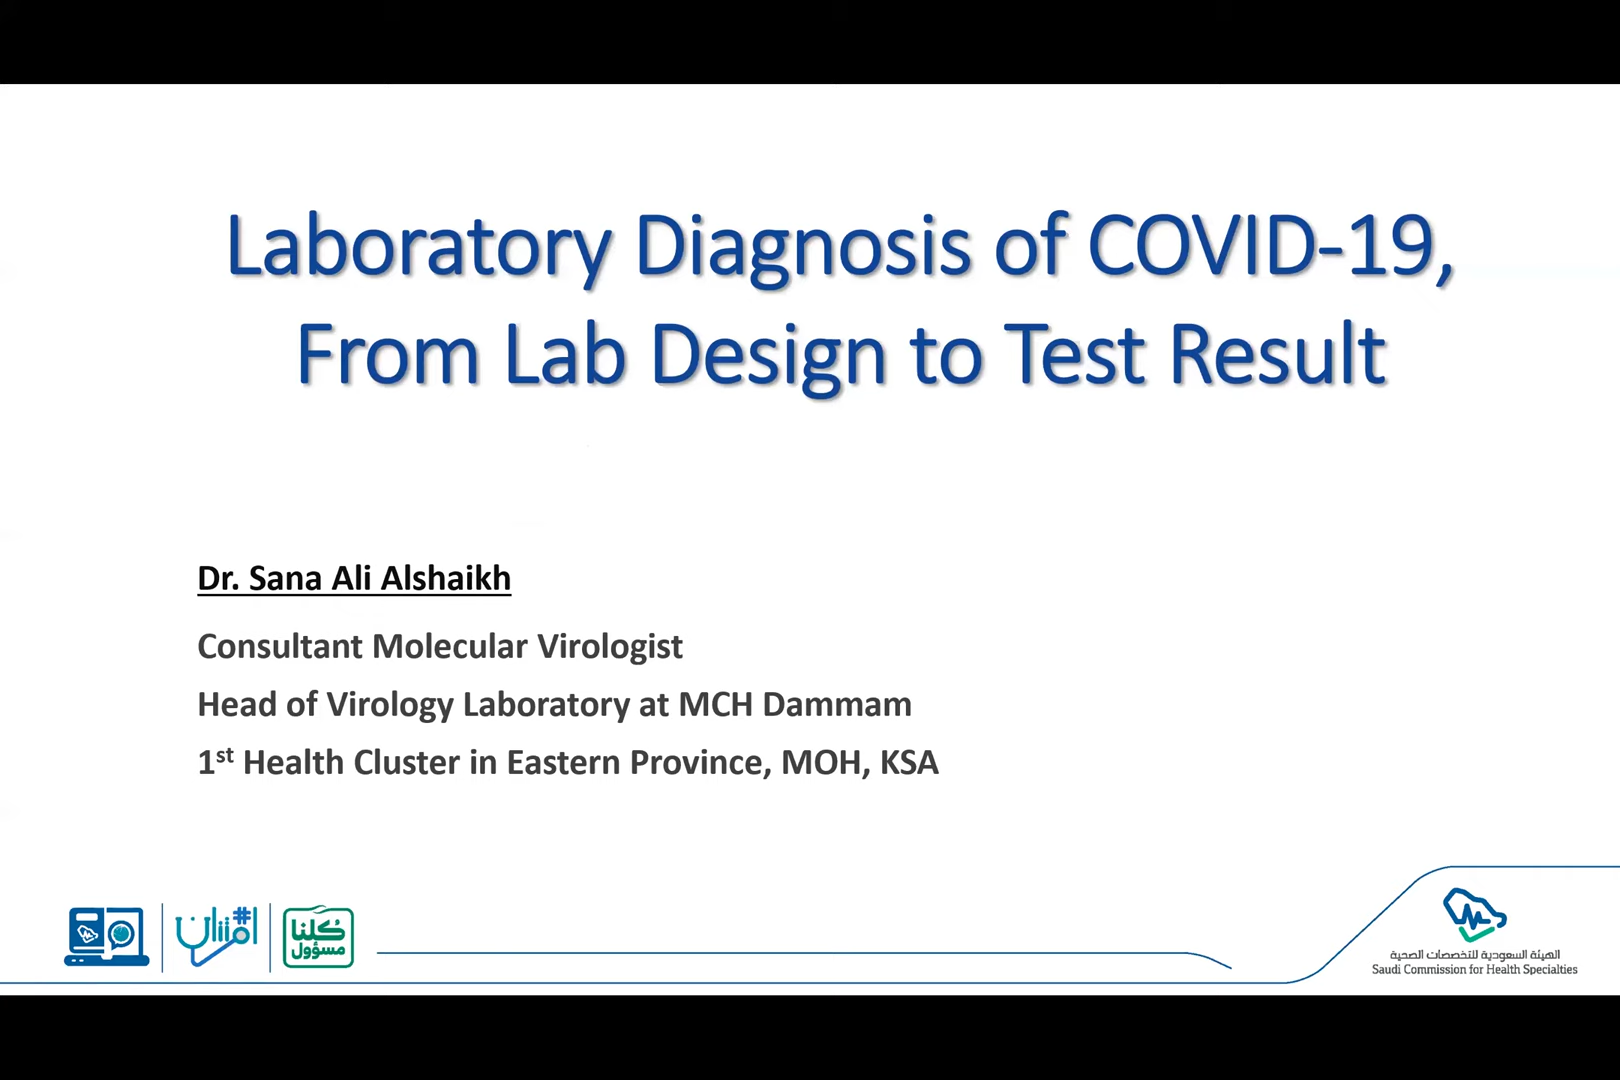 Laboratory Diagnosis of COVID-19,
From Lab Design to Test Result
Dr. Sana Ali Alshaikh
Consultant Molecular Virologist
Head of Virology Laboratory at MCH Dammam
1st Health Cluster in Eastern Province, MOH, KSA
#امتنان
كلنا
مسؤول
الهيئة السعودية للتخصصات الصحية
Saudi Commission for Health Specialties